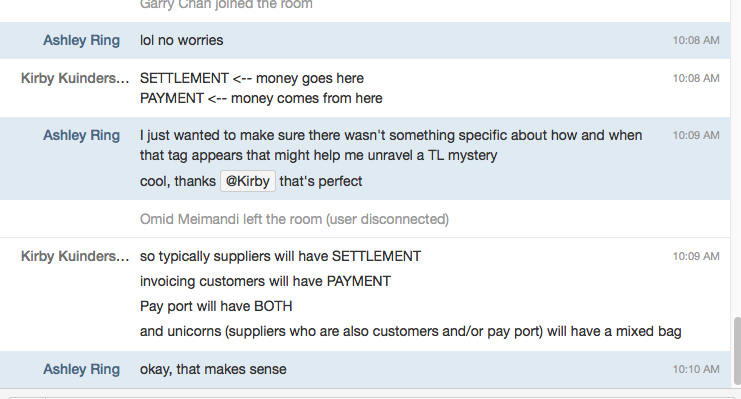 Garry Chan joined the room
Ashley Ring lol no worries 10:08 AM
Kirby Kuinders... SETTLEMENT <-- money goes here 10:08 AM
PAYMENT <-- money comes from here
Ashley Ring I just wanted to make sure there wasn't something specific about how and when 10:09 AM
that tag appears that might help me unravel a TL mystery
cool, thanks @Kirby that's perfect
Omid Meimandi left the room (user disconnected)
Kirby Kuinders... so typically suppliers will have SETTLEMENT 10:09 AM
invoicing customers will have PAYMENT
Pay port will have BOTH
and unicorns (suppliers who are also customers and/or pay port) will have a mixed bag
Ashley Ring okay, that makes sense 10:10 AM